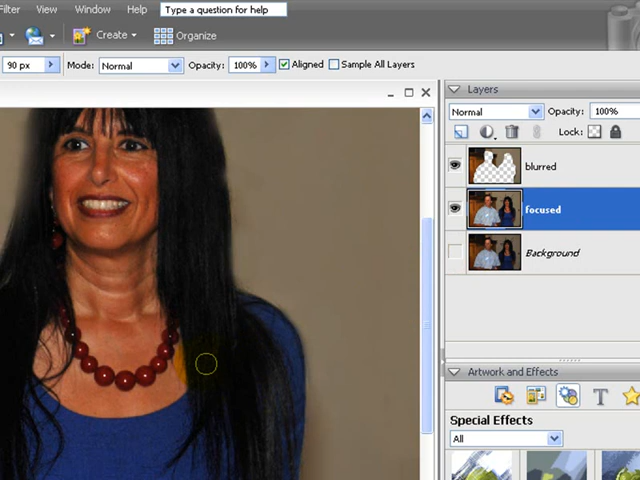 Filter View Window Help Type a question for help
Create Organize
90 px Mode: Normal Opacity: 100% Aligned Sample All Layers
Layers
Normal Opacity: 100%
Lock:
blurred
focused
Background
Artwork and Effects
T
Special Effects
All